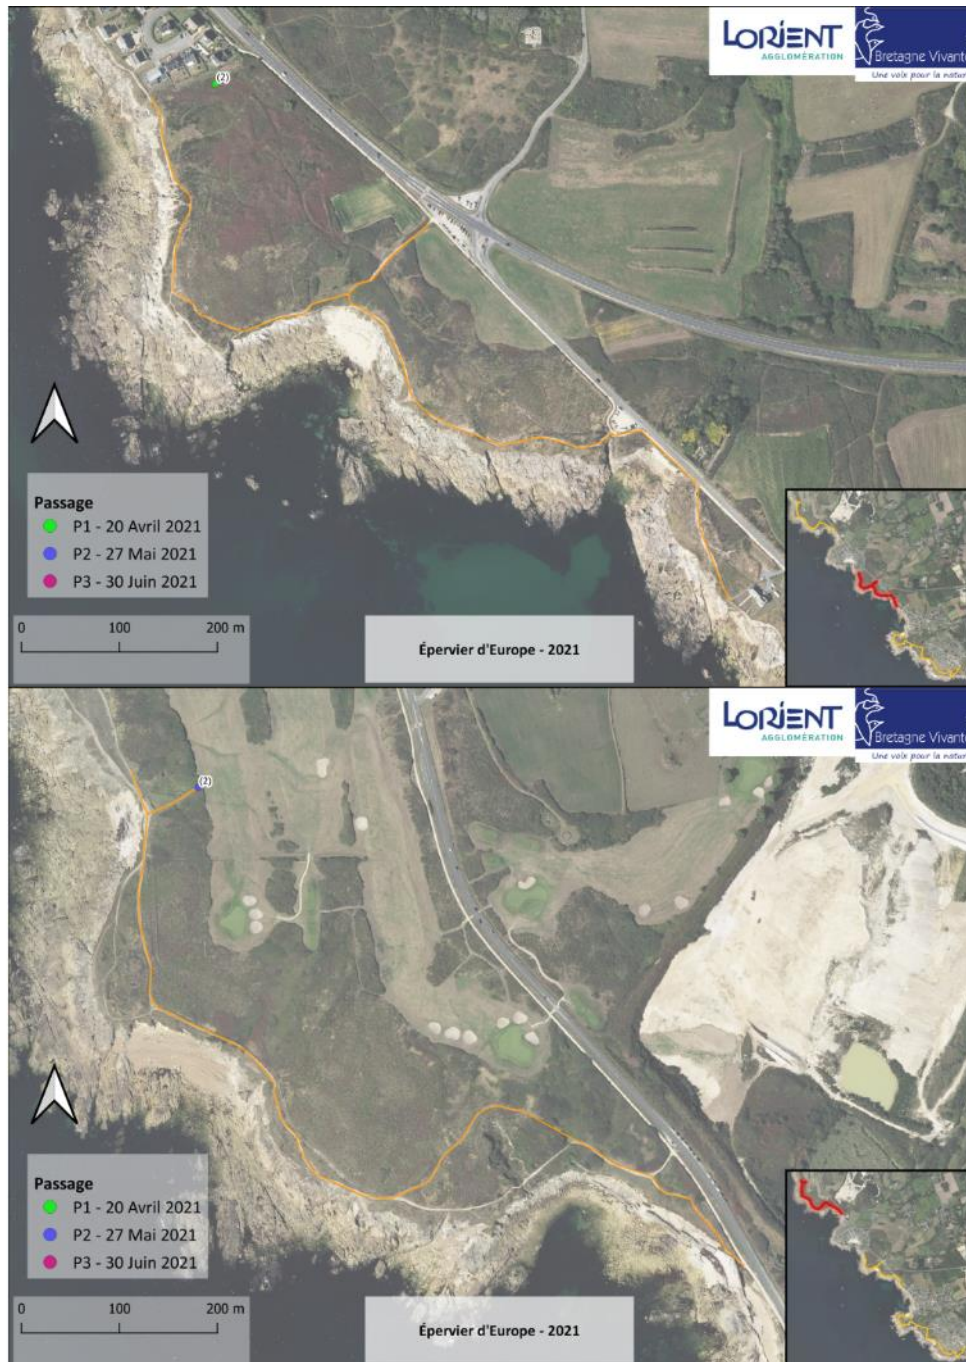 LORIENT
AGGLOMÉRATION
Bretagne Vivante
Une voix pour la nature
(2)
Passage
P1 - 20 Avril 2021
P2 - 27 Mai 2021
P3 - 30 Juin 2021
0 100 200 m
Épervier d'Europe - 2021
LORIENT
AGGLOMÉRATION
Bretagne Vivante
Une voix pour la nature
(2)
Passage
P1 - 20 Avril 2021
P2 - 27 Mai 2021
P3 - 30 Juin 2021
0 100 200 m
Épervier d'Europe - 2021